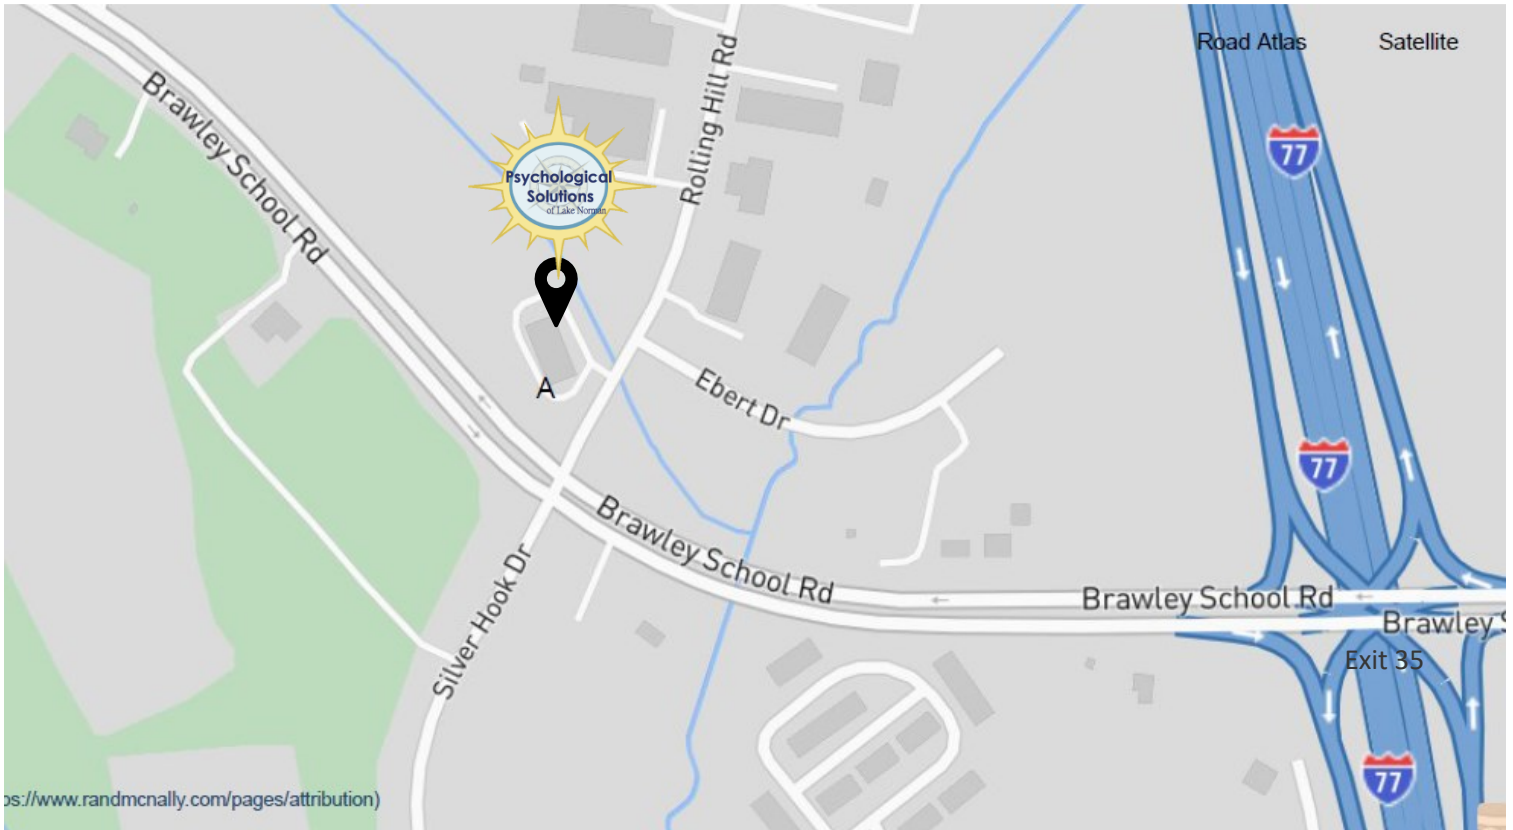 Road Atlas
Satellite
Rolling Hill Rd
Brawley School Rd
77
Psychological
Solutions
of Lake Norman
A
Ebert Dr
77
Brawley School Rd
Silver Hook Dr
Brawley School Rd
Brawley S
Exit 35
77
ps://www.randmcnally.com/pages/attribution)